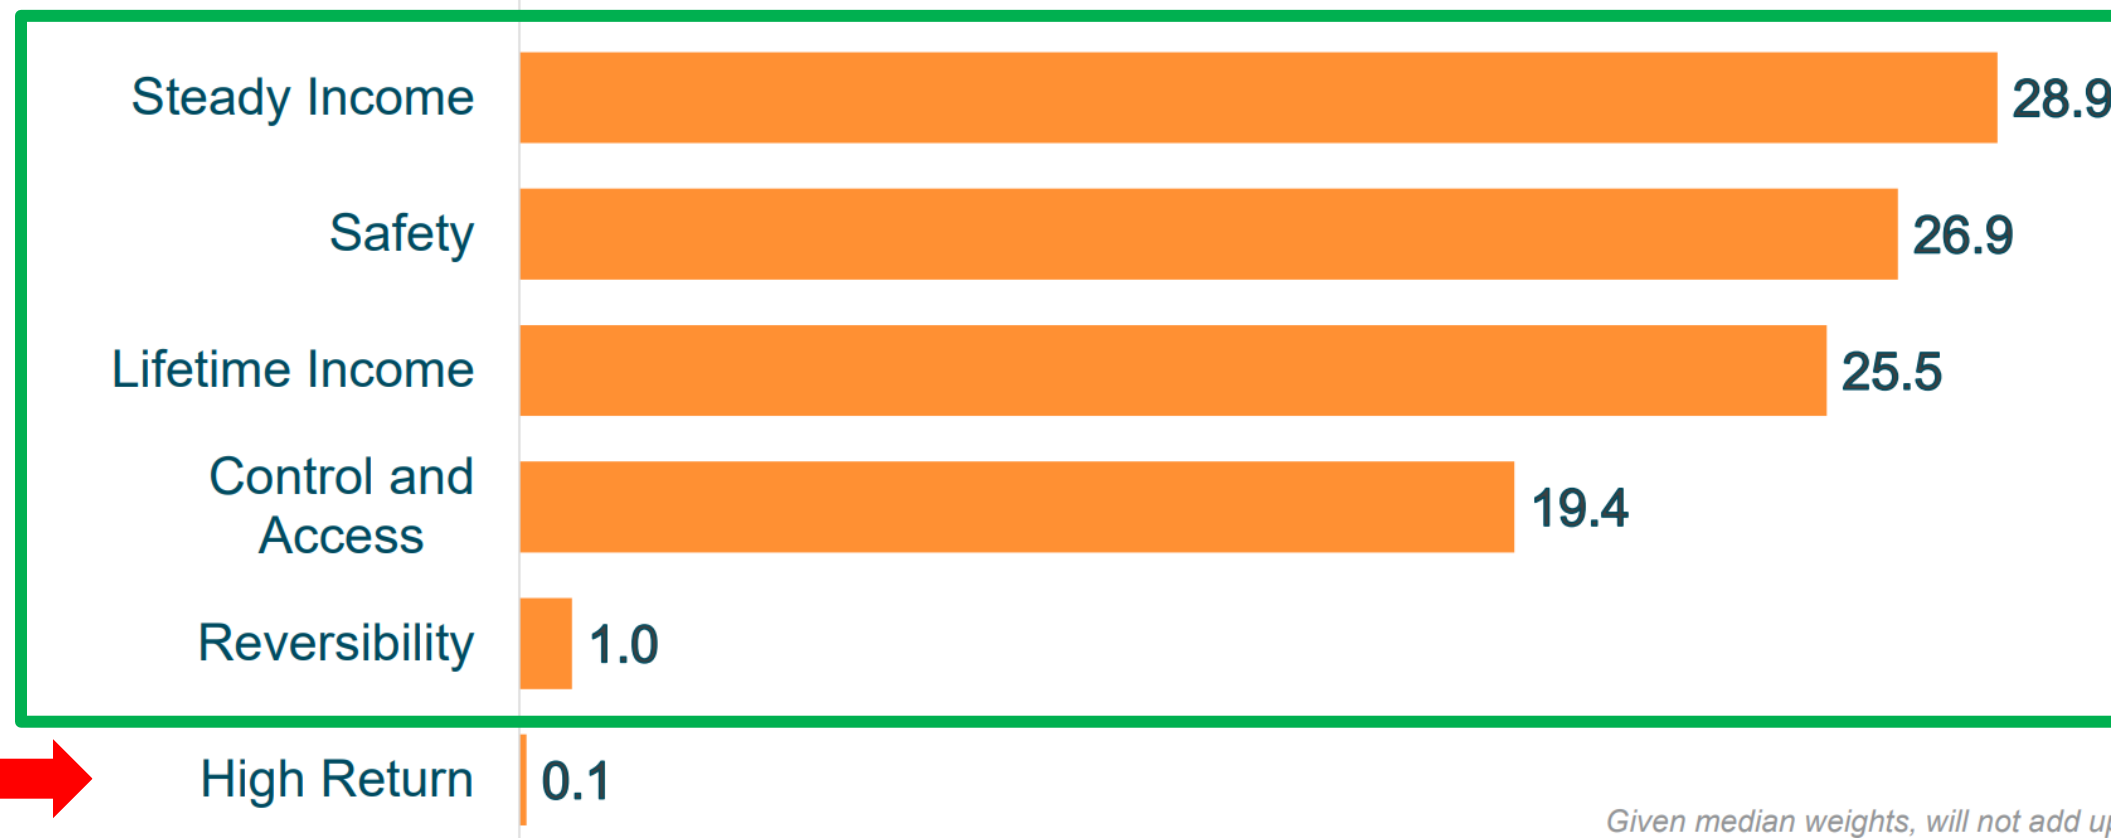 Steady Income 28.9
Safety 26.9
Lifetime Income 25.5
Control and
Access 19.4
Reversibility 1.0
High Return 0.1
Given median weights, will not add up